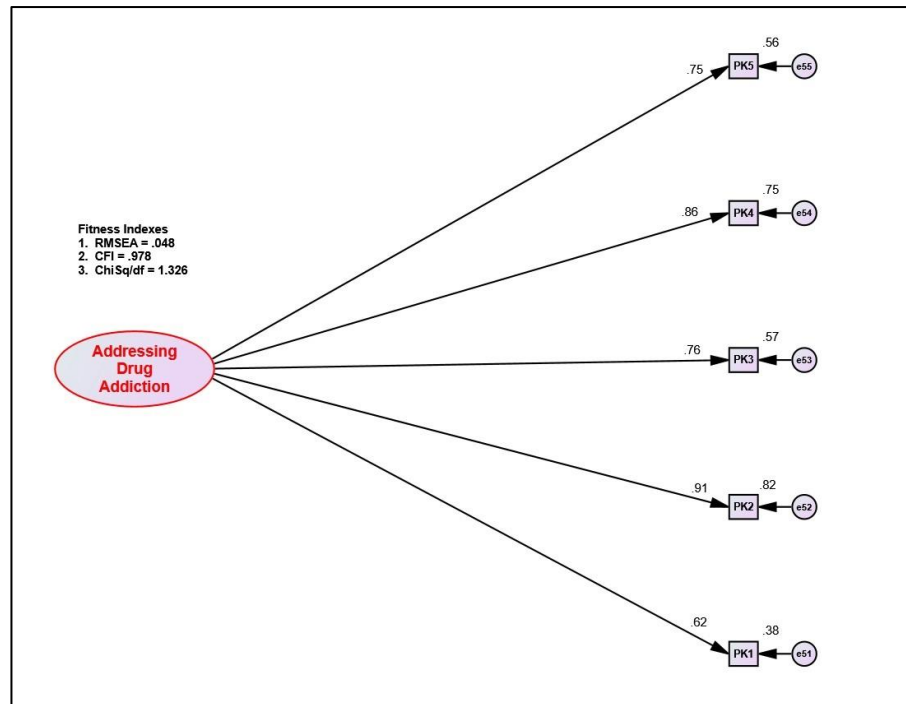 .56
.75
PK5
e55
.75
.86
PK4
e54
Fitness Indexes
1. RMSEA = .048
2. CFI = .978
3. ChiSq/df = 1.326
Addressing
Drug
Addiction
.57
.76
PK3
e53
.82
.91
PK2
e52
.62
.38
PK1
e51